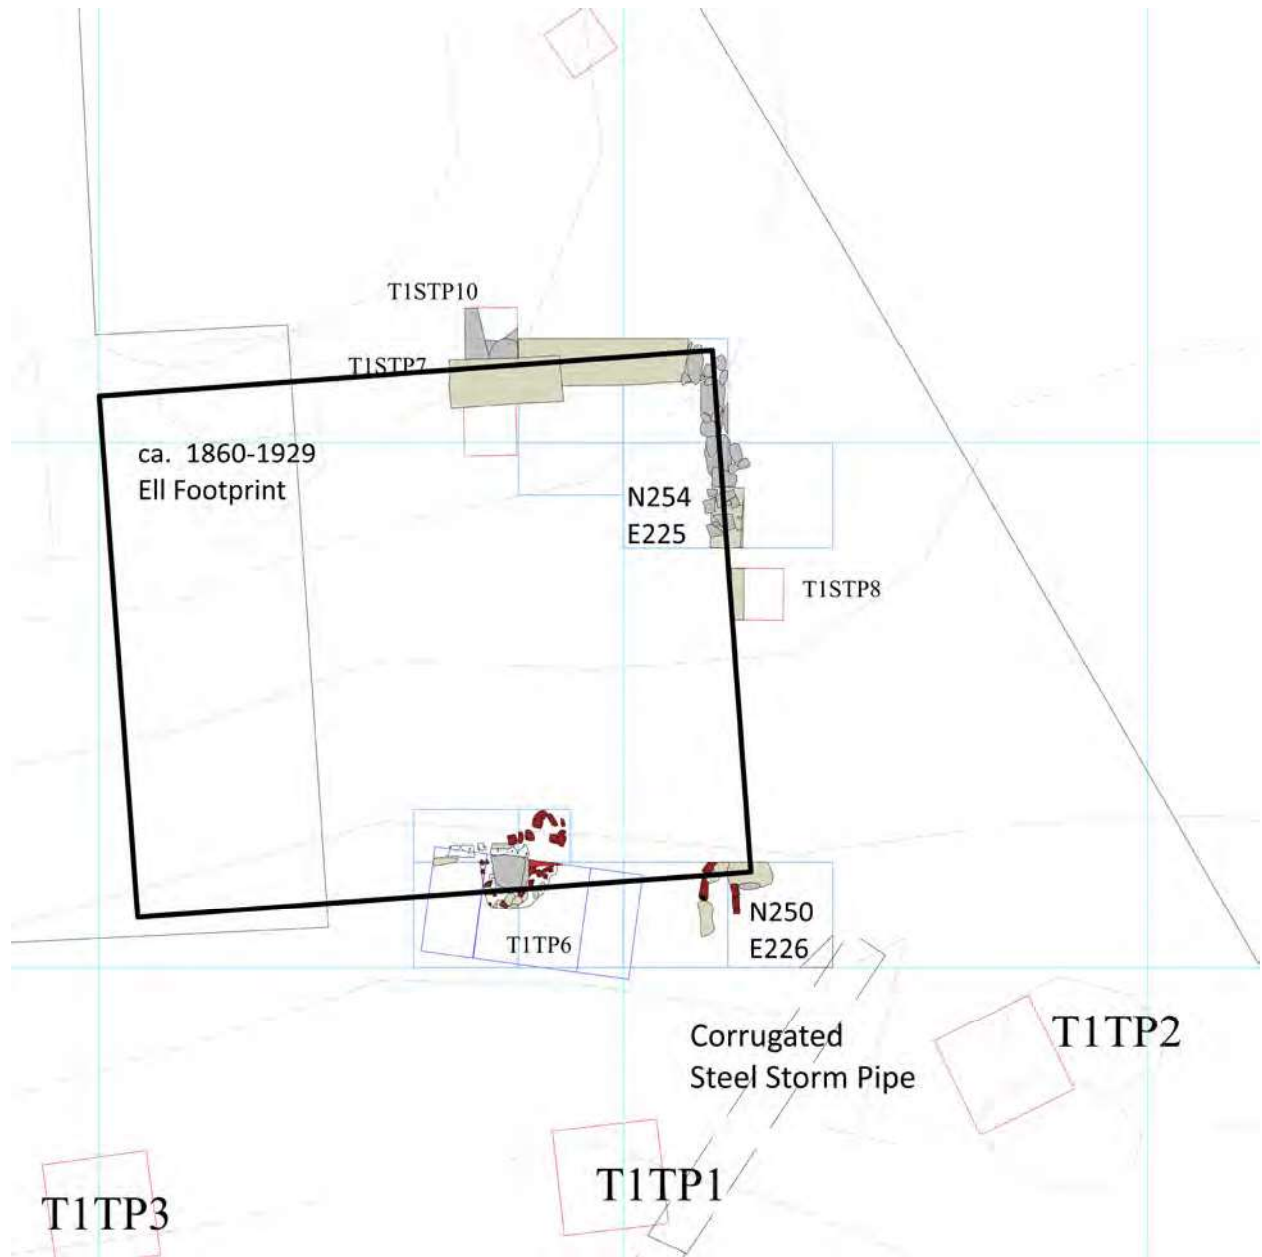 T1STP10
T1STP7
ca. 1860-1929
Ell Footprint
N254
E225
T1STP8
T1TP6
N250
E226
Corrugated
Steel Storm Pipe
T1TP2
T1TP1
T1TP3